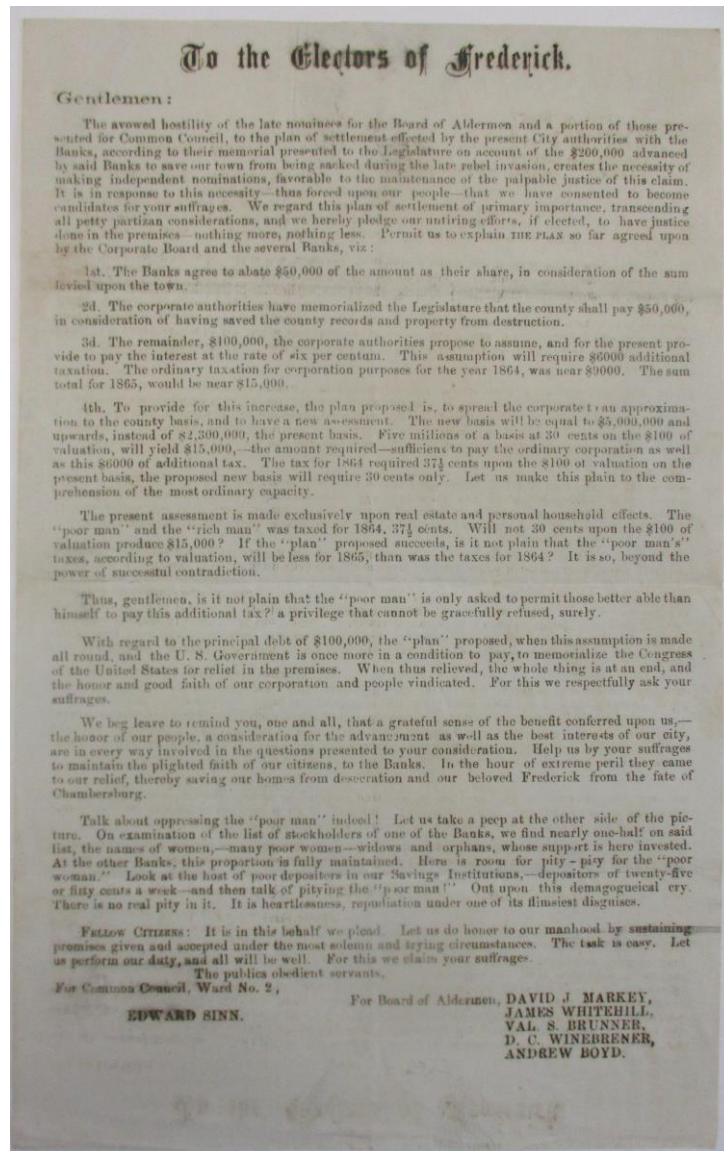 To the Electors of Frederick.
Gentlemen:
The avowed hostility of the late nominees for the Board of Aldermen and a portion of those pre-
sented for Common Council, to the plan of settlement effected by the present City authorities with the
Banks, according to their memorial presented to the Legislature on account of the $200,000 advanced
by said Banks to save our town from being sacked during the late rebel invasion, creates the necessity of
making independent nominations, favorable to the maintenance of the palpable justice of this claim.
It is in response to this necessity—thus forced upon our people—that we have consented to become
candidates for your suffrages. We regard this plan of settlement of primary importance, transcending
all petty partizan considerations, and we hereby pledge our untiring efforts, if elected, to have justice
done in the premises—nothing more, nothing less. Permit us to explain THE PLAN so far agreed upon
by the Corporate Board and the several Banks, viz:
1st. The Banks agree to abate $50,000 of the amount as their share, in consideration of the sum
levied upon the town.
2d. The corporate authorities have memorialized the Legislature that the county shall pay $50,000,
in consideration of having saved the county records and property from destruction.
3d. The remainder, $100,000, the corporate authorities propose to assume, and for the present pro-
vide to pay the interest at the rate of six per centum. This assumption will require $6000 additional
taxation. The ordinary taxation for corporation purposes for the year 1864, was near $9000. The sum
total for 1865, would be near $15,000.
4th. To provide for this increase, the plan proposed is, to spread the corporate t an approxima-
tion to the county basis, and to have a new assessment. The new basis will be equal to $5,000,000 and
upwards, instead of $2,300,000, the present basis. Five millions of a basis at 30 cents on the $100 of
valuation, will yield $15,000,—the amount required—sufficient to pay the ordinary corporation as well
as this $6000 of additional tax. The tax for 1864 required 37½ cents upon the $100 of valuation on the
present basis, the proposed new basis will require 30 cents only. Let us make this plain to the com-
prehension of the most ordinary capacity.
The present assessment is made exclusively upon real estate and personal household effects. The
"poor man" and the "rich man" was taxed for 1864, 37½ cents. Will not 30 cents upon the $100 of
valuation produce $15,000? If the "plan" proposed succeeds, is it not plain that the "poor man's"
taxes, according to valuation, will be less for 1865, than was the taxes for 1864? It is so, beyond the
power of successful contradiction.
Thus, gentlemen, is it not plain that the "poor man" is only asked to permit those better able than
himself to pay this additional tax? a privilege that cannot be gracefully refused, surely.
With regard to the principal debt of $100,000, the "plan" proposed, when this assumption is made
all round, and the U. S. Government is once more in a condition to pay, to memorialize the Congress
of the United States for relief in the premises. When thus relieved, the whole thing is at an end, and
the honor and good faith of our corporation and people vindicated. For this we respectfully ask your
suffrages.
We beg leave to remind you, one and all, that a grateful sense of the benefit conferred upon us,—
the honor of our people, a consideration for the advancement as well as the best interests of our city,
are in every way involved in the questions presented to your consideration. Help us by your suffrages
to maintain the plighted faith of our citizens, to the Banks. In the hour of extreme peril they came
to our relief, thereby saving our homes from desecration and our beloved Frederick from the fate of
Chambersburg.
Talk about oppressing the "poor man" indeed! Let us take a peep at the other side of the pic-
ture. On examination of the list of stockholders of one of the Banks, we find nearly one-half on said
list, the names of women,—many poor women—widows and orphans, whose support is here invested.
At the other Banks, this proportion is fully maintained. Here is room for pity—pity for the "poor
woman." Look at the host of poor depositors in our Savings Institutions,—depositors of twenty-five
or fifty cents a week—and then talk of pitying the "poor man!" Out upon this demagogueical cry.
There is no real pity in it. It is heartlessness, repudiation under one of its flimsiest disguises.
FELLOW CITIZENS: It is in this behalf we plead. Let us do honor to our manhood by sustaining
promises given and accepted under the most solemn and trying circumstances. The task is easy. Let
us perform our duty, and all will be well. For this we claim your suffrages.
The publics obedient servants,
For Common Council, Ward No. 2,
EDWARD SINN.
For Board of Aldermen, DAVID J MARKEY,
JAMES WHITEHILL,
VAL. S. BRUNNER,
D. C. WINEBRENER,
ANDREW BOYD.